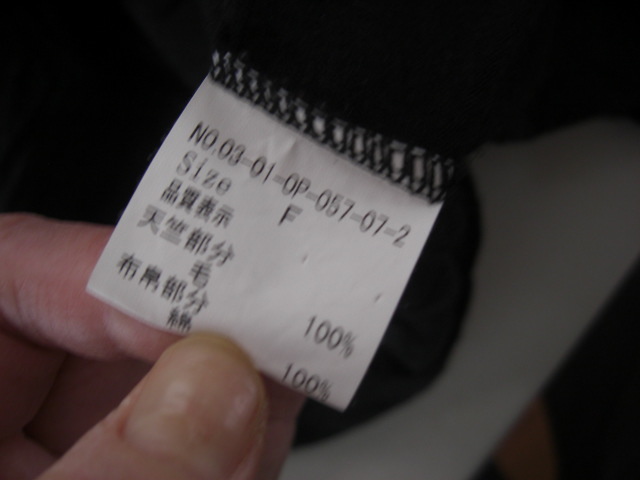 NO.03-01-0P-057-07-2
Size F
品質表示
天竺部分
毛 100%
布帛部分
綿 100%